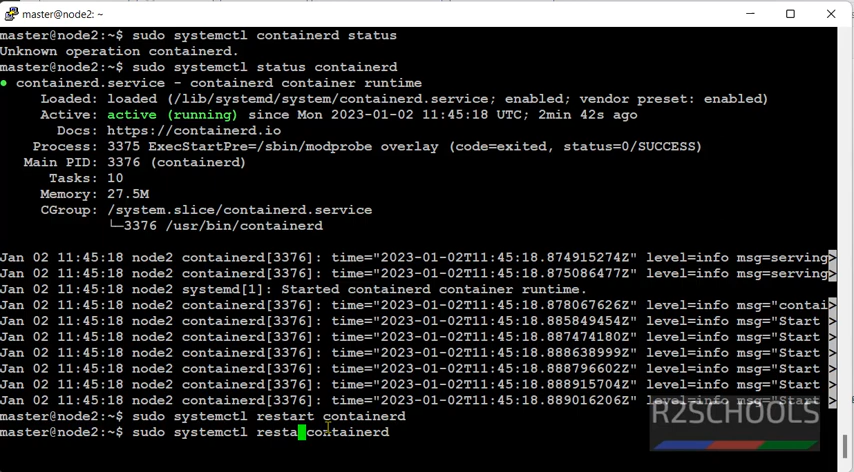 master@node2: ~
master@node2:~$ sudo systemctl containerd status
Unknown operation containerd.
master@node2:~$ sudo systemctl status containerd
● containerd.service - containerd container runtime
Loaded: loaded (/lib/systemd/system/containerd.service; enabled; vendor preset: enabled)
Active: active (running) since Mon 2023-01-02 11:45:18 UTC; 2min 42s ago
Docs: https://containerd.io
Process: 3375 ExecStartPre=/sbin/modprobe overlay (code=exited, status=0/SUCCESS)
Main PID: 3376 (containerd)
Tasks: 10
Memory: 27.5M
CGroup: /system.slice/containerd.service
└─3376 /usr/bin/containerd
Jan 02 11:45:18 node2 containerd[3376]: time="2023-01-02T11:45:18.874915274Z" level=info msg=serving>
Jan 02 11:45:18 node2 containerd[3376]: time="2023-01-02T11:45:18.875086477Z" level=info msg=serving>
Jan 02 11:45:18 node2 systemd[1]: Started containerd container runtime.
Jan 02 11:45:18 node2 containerd[3376]: time="2023-01-02T11:45:18.878067626Z" level=info msg="contai>
Jan 02 11:45:18 node2 containerd[3376]: time="2023-01-02T11:45:18.885849454Z" level=info msg="Start >
Jan 02 11:45:18 node2 containerd[3376]: time="2023-01-02T11:45:18.887474180Z" level=info msg="Start >
Jan 02 11:45:18 node2 containerd[3376]: time="2023-01-02T11:45:18.888638999Z" level=info msg="Start >
Jan 02 11:45:18 node2 containerd[3376]: time="2023-01-02T11:45:18.888796602Z" level=info msg="Start >
Jan 02 11:45:18 node2 containerd[3376]: time="2023-01-02T11:45:18.888915704Z" level=info msg="Start >
Jan 02 11:45:18 node2 containerd[3376]: time="2023-01-02T11:45:18.889016206Z" level=info msg="Start >
master@node2:~$ sudo systemctl restart containerd
master@node2:~$ sudo systemctl resta containerd
R2SCHOOLS